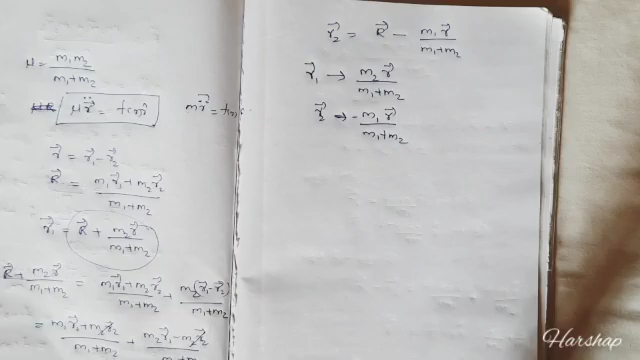 μ = m₁m₂/(m₁+m₂)
μr̈⃗ = f(r)r̂
mr̈⃗ =
r⃗ = r⃗₁ - r⃗₂
R⃗ = (m₁r⃗₁ + m₂r⃗₂)/(m₁+m₂)
r⃗₁ = R⃗ + m₂r⃗/(m₁+m₂)
R⃗ + m₂r⃗/(m₁+m₂) = (m₁r⃗₁ + m₂r⃗₂)/(m₁+m₂) + m₂(r⃗₁ - r⃗₂)/(m₁+m₂)
= (m₁r⃗₁ + m₂r⃗₂)/(m₁+m₂) + (m₂r⃗₁ - m₂r⃗₂)/
r⃗₂ = R⃗ - m₁r⃗/(m₁+m₂)
r⃗₁ → m₂r⃗/(m₁+m₂)
r⃗₂ → -m₁r⃗/(m₁+m₂)
Harshap